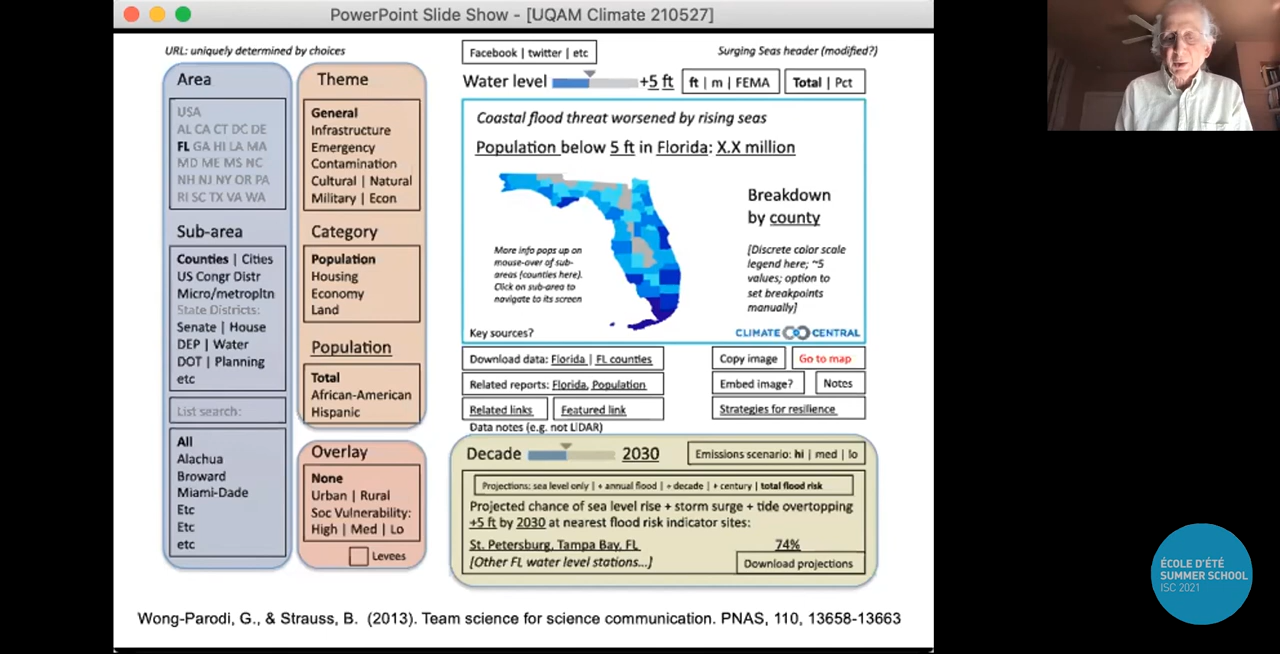 PowerPoint Slide Show - [UQAM Climate 210527]
URL: uniquely determined by choices
Facebook | twitter | etc
Surging Seas header (modified?)
Area
USA
AL CA CT DC DE
FL GA HI LA MA
MD ME MS NC
NH NJ NY OR PA
RI SC TX VA WA
Sub-area
Counties | Cities
US Congr Distr
Micro/metropltn
State Districts:
Senate | House
DEP | Water
DOT | Planning
etc
List search:
All
Alachua
Broward
Miami-Dade
Etc
Etc
etc
Theme
General
Infrastructure
Emergency
Contamination
Cultural | Natural
Military | Econ
Category
Population
Housing
Economy
Land
Population
Total
African-American
Hispanic
Overlay
None
Urban | Rural
Soc Vulnerability:
High | Med | Lo
Levees
Water level +5 ft
ft | m | FEMA
Total | Pct
Coastal flood threat worsened by rising seas
Population below 5 ft in Florida: X.X million
Breakdown
by county
More info pops up on
mouse-over of sub-
areas (counties here).
Click on sub-area to
navigate to its screen
[Discrete color scale
legend here; ~5
values; option to
set breakpoints
manually]
Key sources?
CLIMATE CENTRAL
Download data: Florida | FL counties
Copy image
Go to map
Related reports: Florida, Population
Embed image?
Notes
Related links
Featured link
Strategies for resilience
Data notes (e.g. not LIDAR)
Decade 2030
Emissions scenario: hi | med | lo
Projections: sea level only | + annual flood | + decade | + century | total flood risk
Projected chance of sea level rise + storm surge + tide overtopping
+5 ft by 2030 at nearest flood risk indicator sites:
St. Petersburg, Tampa Bay, FL 74%
[Other FL water level stations...]
Download projections
Wong-Parodi, G., & Strauss, B. (2013). Team science for science communication. PNAS, 110, 13658-13663
ÉCOLE D'ÉTÉ
SUMMER SCHOOL
ISC 2021